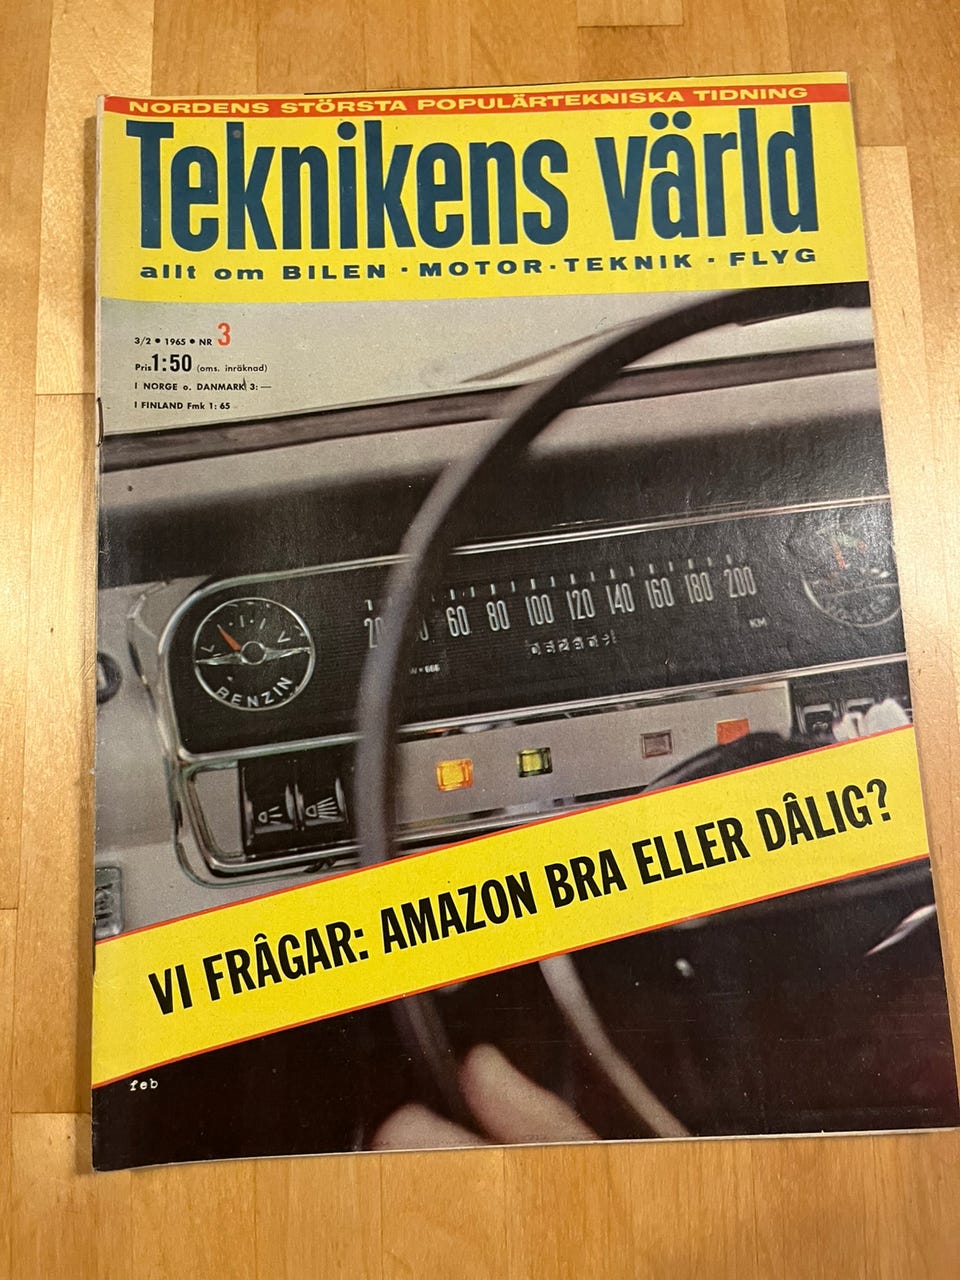 NORDENS STÖRSTA POPULÄRTEKNISKA TIDNING
Teknikens värld
allt om BILEN · MOTOR · TEKNIK · FLYG
3/2 • 1965 • NR 3
Pris 1:50 (oms. inräknad)
I NORGE o. DANMARK 3:—
I FINLAND Fmk 1:65
60 80 100 120 140 160 180 200
KM
BENZIN
VI FRÅGAR: AMAZON BRA ELLER DÅLIG?
feb